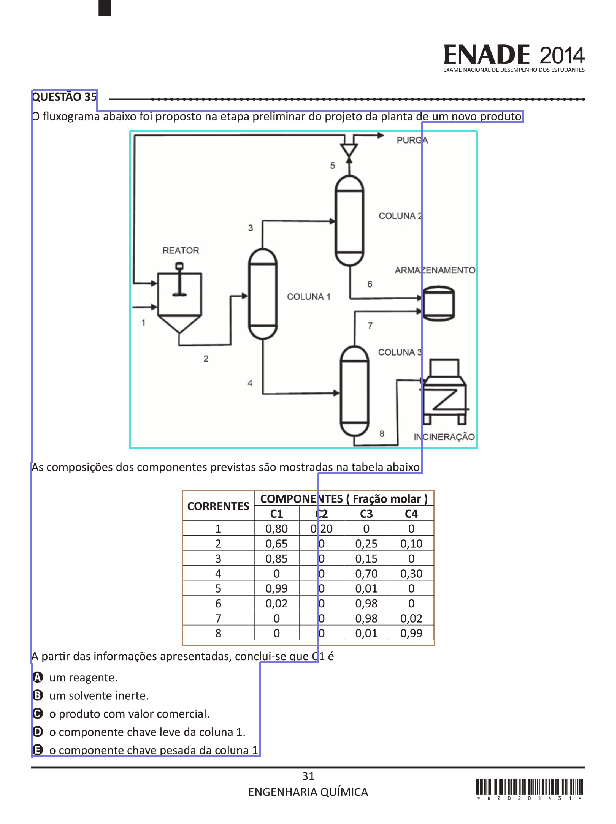 ENADE 2014
EXAME NACIONAL DE DESEMPENHO DOS ESTUDANTES
QUESTÃO 35
O fluxograma abaixo foi proposto na etapa preliminar do projeto da planta de um novo produto
PURGA
5
COLUNA 2
3
REATOR
ARMAZENAMENTO
6
COLUNA 1
1
7
2
COLUNA 3
4
8
INCINERAÇÃO
As composições dos componentes previstas são mostradas na tabela abaixo
CORRENTES COMPONENTES ( Fração molar )
C1 C2 C3 C4
1 0,80 0,20 0 0
2 0,65 0 0,25 0,10
3 0,85 0 0,15 0
4 0 0 0,70 0,30
5 0,99 0 0,01 0
6 0,02 0 0,98 0
7 0 0 0,98 0,02
8 0 0 0,01 0,99
A partir das informações apresentadas, conclui-se que C1 é
A um reagente.
B um solvente inerte.
C o produto com valor comercial.
D o componente chave leve da coluna 1.
E o componente chave pesada da coluna 1
31
ENGENHARIA QUÍMICA